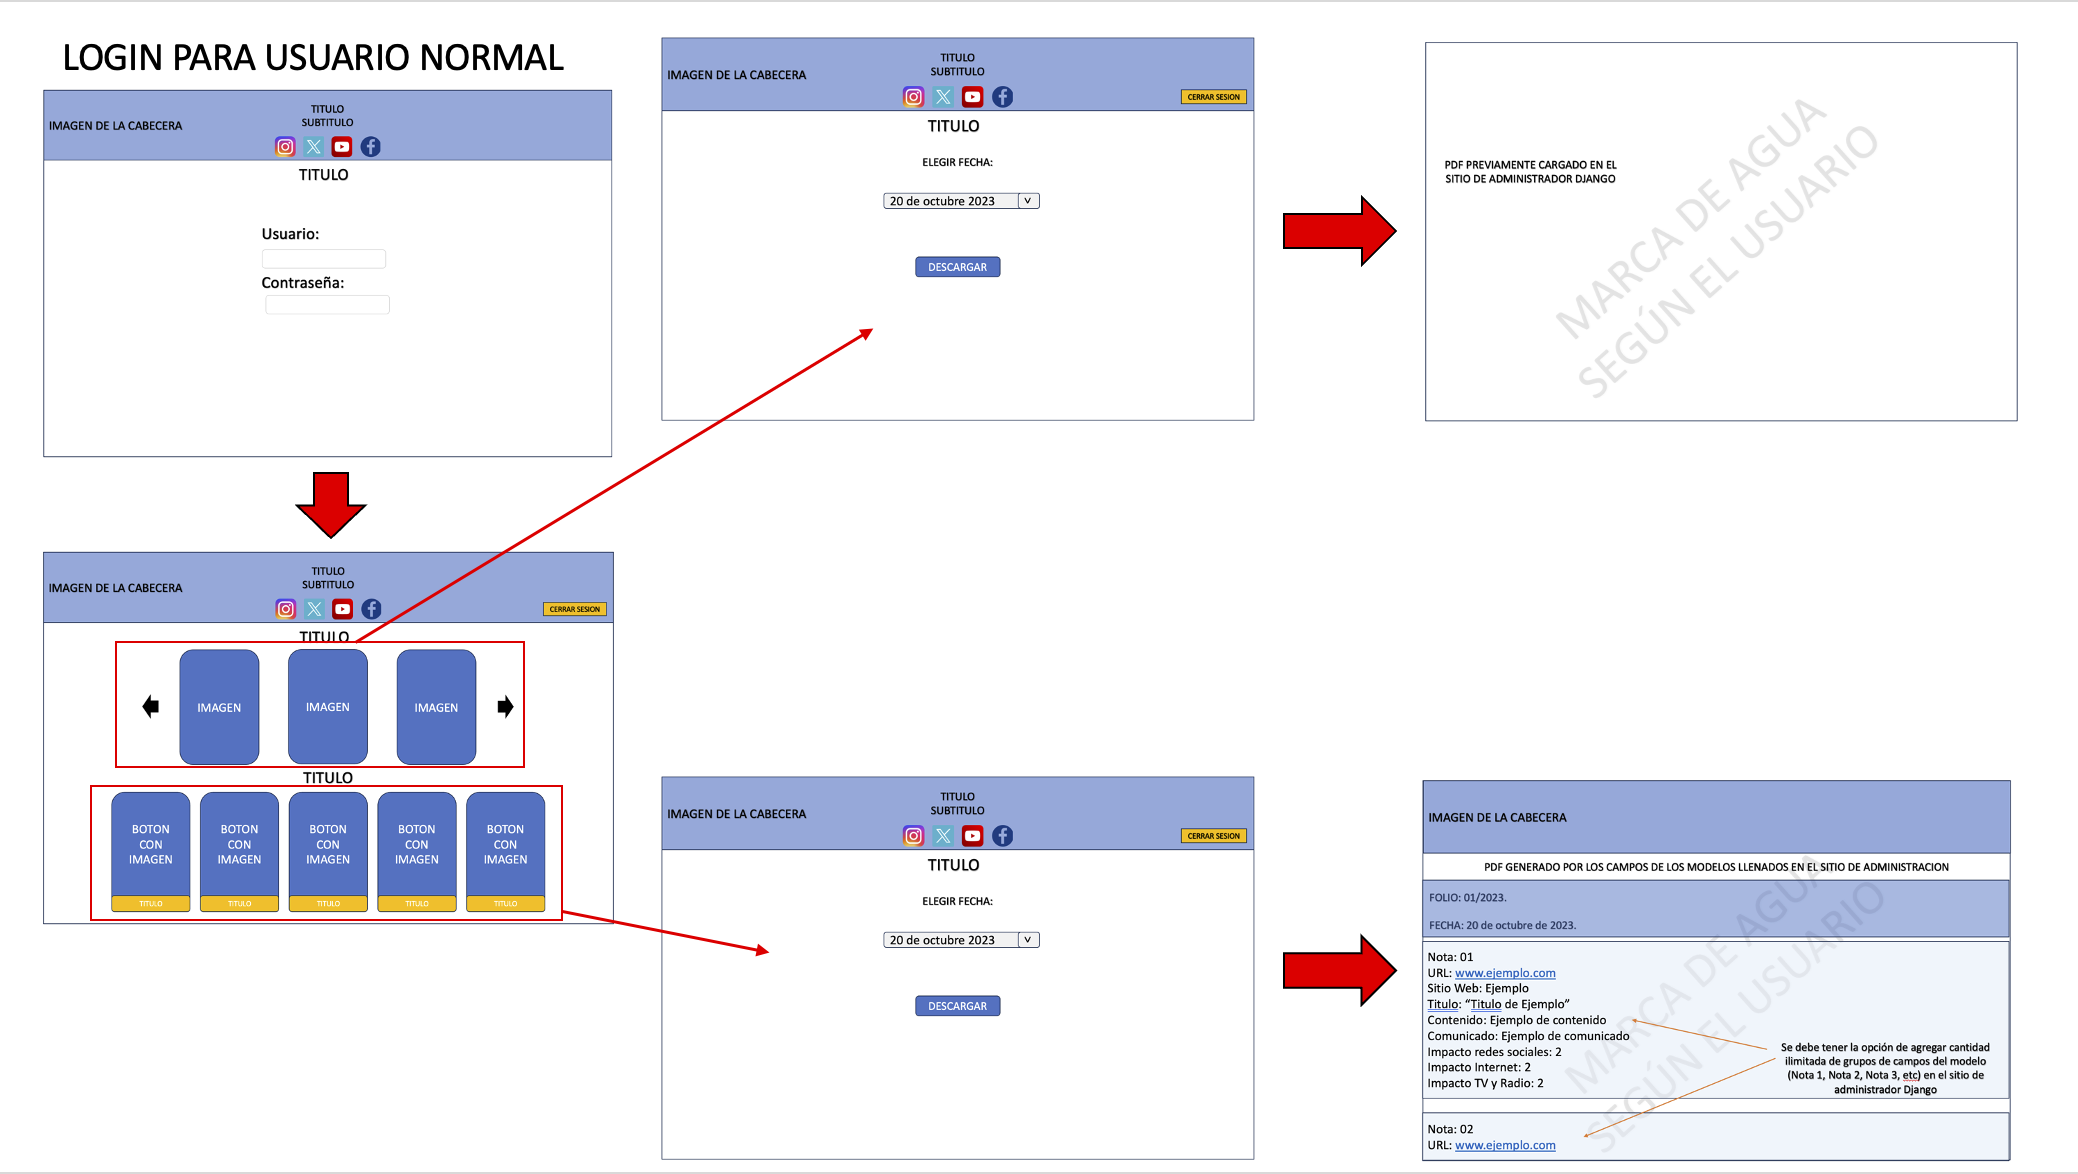 LOGIN PARA USUARIO NORMAL
IMAGEN DE LA CABECERA
TITULO
SUBTITULO
TITULO
Usuario:
Contraseña:
IMAGEN DE LA CABECERA
TITULO
SUBTITULO
CERRAR SESION
TITULO
ELEGIR FECHA:
20 de octubre 2023
DESCARGAR
PDF PREVIAMENTE CARGADO EN EL
SITIO DE ADMINISTRADOR DJANGO
MARCA DE AGUA
SEGÚN EL USUARIO
IMAGEN DE LA CABECERA
TITULO
SUBTITULO
CERRAR SESION
TITULO
IMAGEN
IMAGEN
IMAGEN
TITULO
BOTON
CON
IMAGEN
TITULO
BOTON
CON
IMAGEN
TITULO
BOTON
CON
IMAGEN
TITULO
BOTON
CON
IMAGEN
TITULO
BOTON
CON
IMAGEN
TITULO
IMAGEN DE LA CABECERA
TITULO
SUBTITULO
CERRAR SESION
TITULO
ELEGIR FECHA:
20 de octubre 2023
DESCARGAR
IMAGEN DE LA CABECERA
PDF GENERADO POR LOS CAMPOS DE LOS MODELOS LLENADOS EN EL SITIO DE ADMINISTRACION
FOLIO: 01/2023.
FECHA: 20 de octubre de 2023.
Nota: 01
URL: www.ejemplo.com
Sitio Web: Ejemplo
Titulo: “Titulo de Ejemplo”
Contenido: Ejemplo de contenido
Comunicado: Ejemplo de comunicado
Impacto redes sociales: 2
Impacto Internet: 2
Impacto TV y Radio: 2
Se debe tener la opción de agregar cantidad
ilimitada de grupos de campos del modelo
(Nota 1, Nota 2, Nota 3, etc) en el sitio de
administrador Django
Nota: 02
URL: www.ejemplo.com
MARCA DE AGUA
SEGÚN EL USUARIO